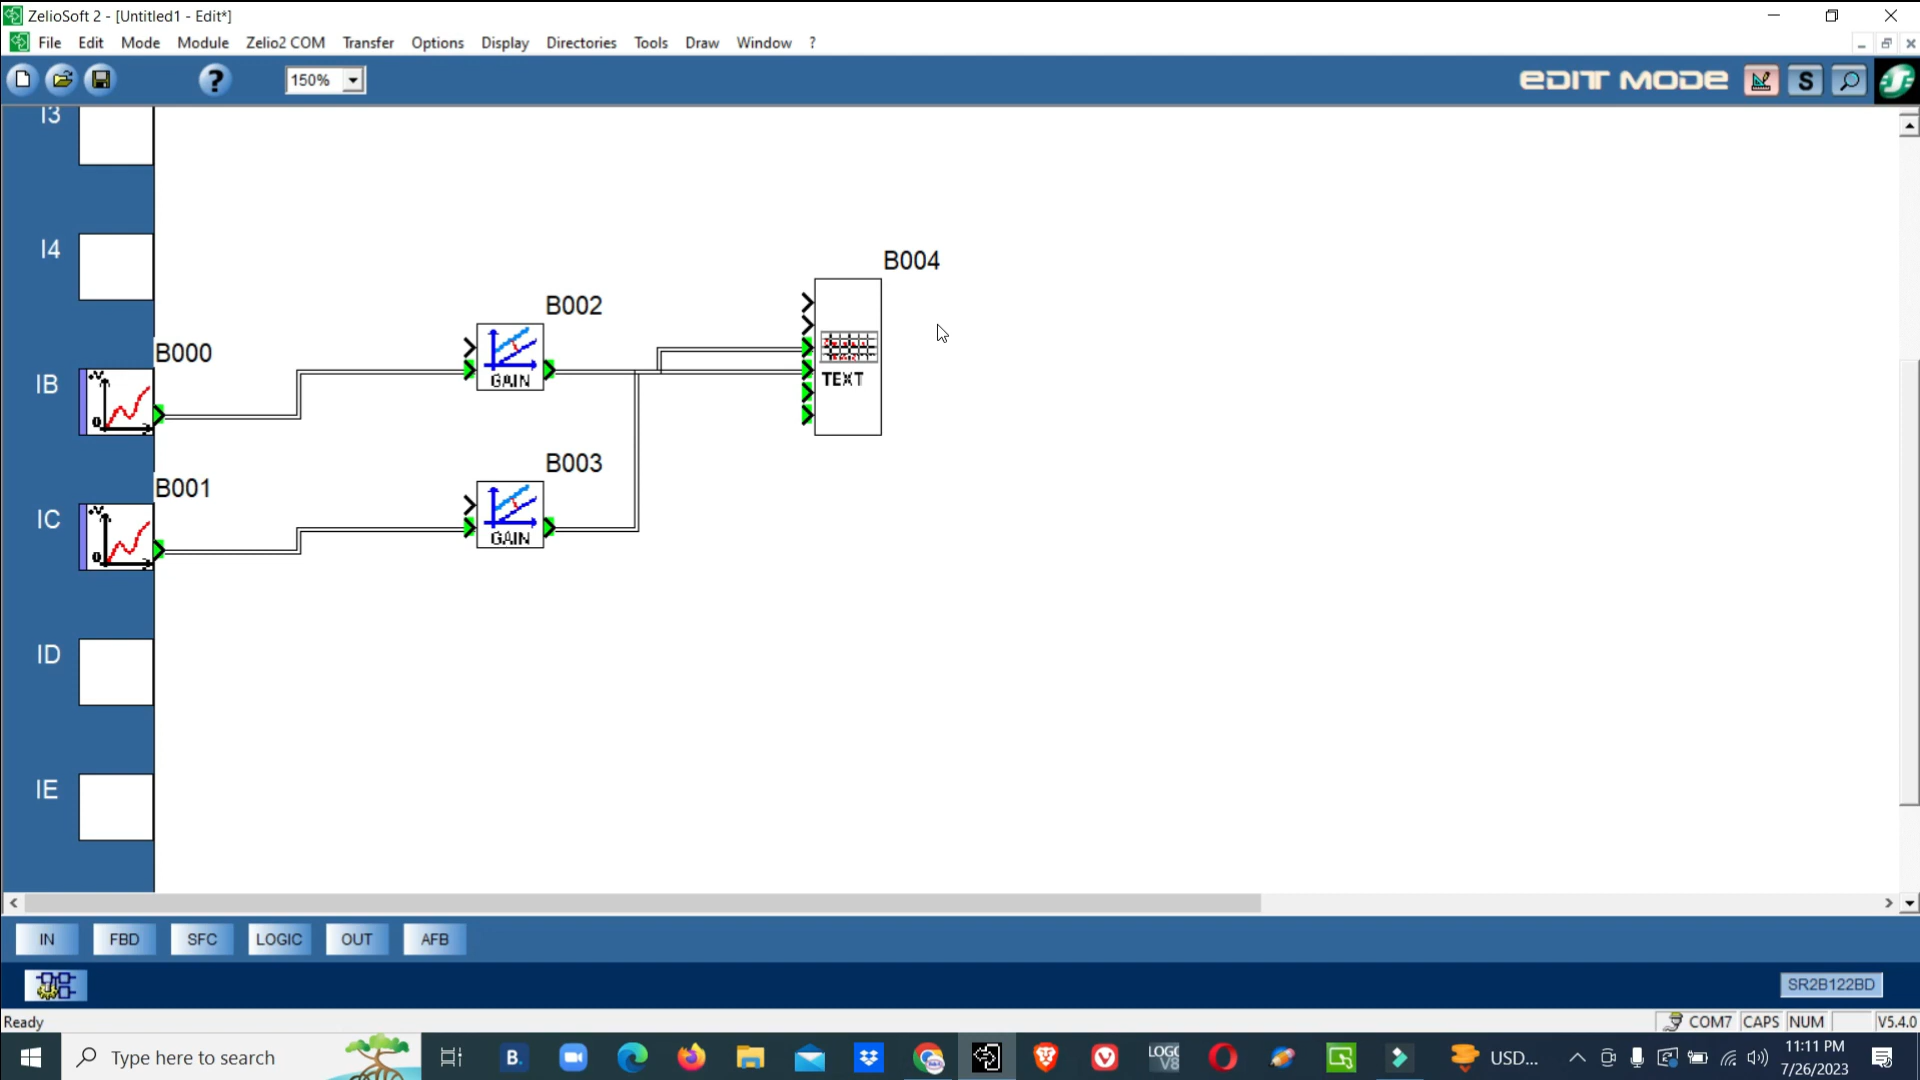 ZelioSoft 2 - [Untitled1 - Edit*]
File Edit Mode Module Zelio2 COM Transfer Options Display Directories Tools Draw Window ?
? 150% EDIT MODE S
I3
I4
IB
IC
ID
IE
B000
B001
B002
GAIN
B003
GAIN
B004
TEXT
IN FBD SFC LOGIC OUT AFB
SR2B122BD
Ready COM7 CAPS NUM V5.4.0
Type here to search
B.
LOGO
V8
USD...
11:11 PM
7/26/2023